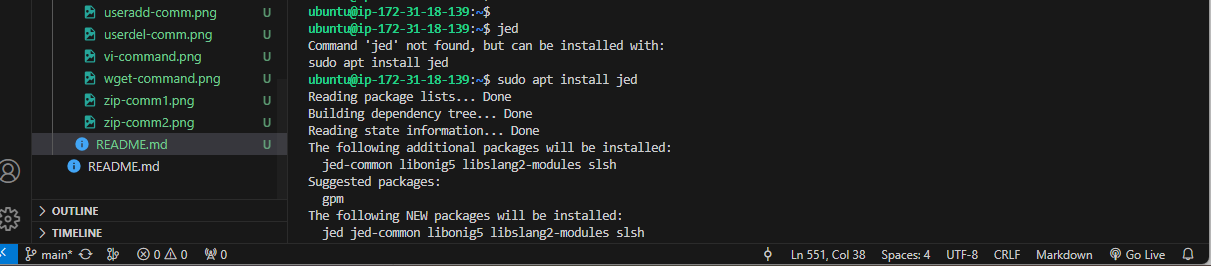 useradd-comm.png U
userdel-comm.png U
vi-command.png U
wget-command.png U
zip-comm1.png U
zip-comm2.png U
README.md U
README.md
OUTLINE
TIMELINE
ubuntu@ip-172-31-18-139:~$
ubuntu@ip-172-31-18-139:~$ jed
Command 'jed' not found, but can be installed with:
sudo apt install jed
ubuntu@ip-172-31-18-139:~$ sudo apt install jed
Reading package lists... Done
Building dependency tree... Done
Reading state information... Done
The following additional packages will be installed:
  jed-common libonig5 libslang2-modules slsh
Suggested packages:
  gpm
The following NEW packages will be installed:
  jed jed-common libonig5 libslang2-modules slsh
main* 0 0 0 Ln 551, Col 38 Spaces: 4 UTF-8 CRLF Markdown Go Live